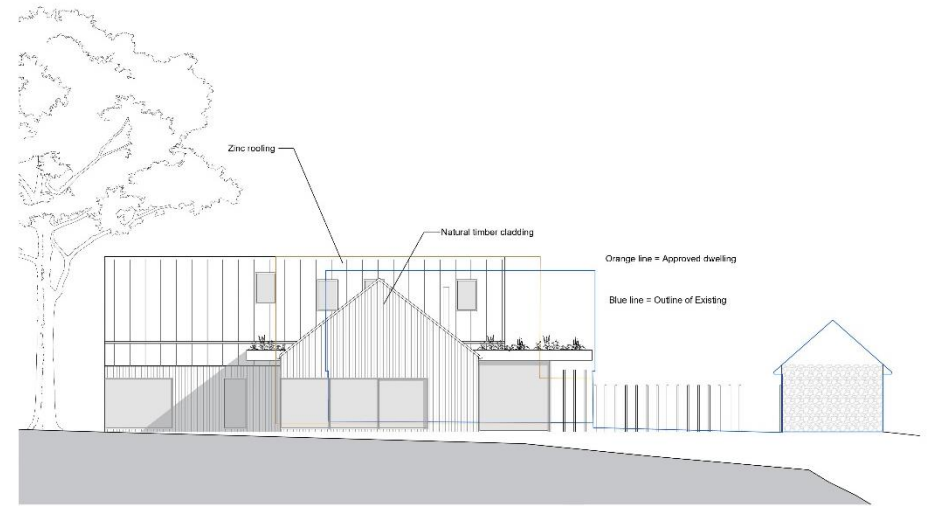 Zinc roofing
Natural timber cladding
Orange line = Approved dwelling
Blue line = Outline of Existing